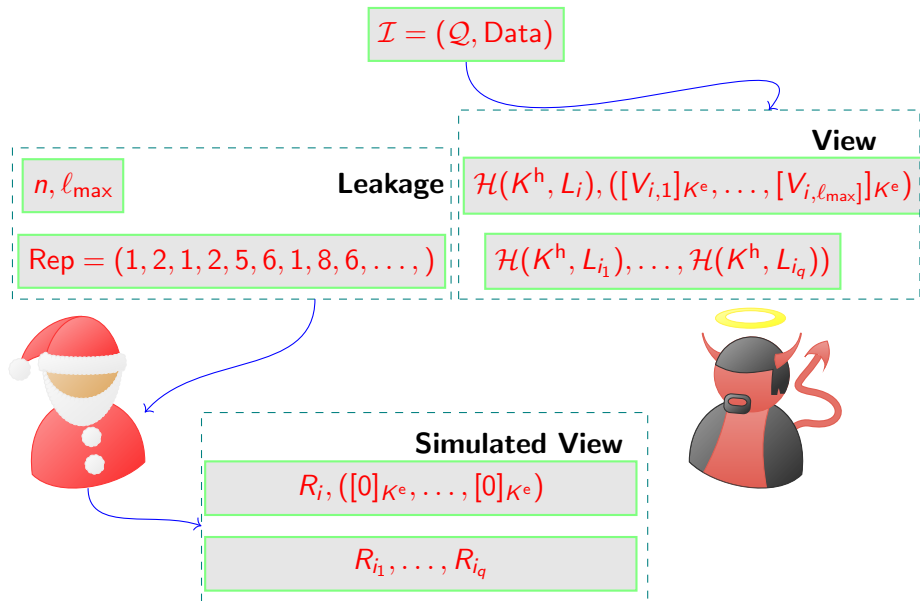 𝓘 = (𝓠, Data)
View
Leakage
n, ℓ_max
𝓗(K^h, L_i), ([V_{i,1}]_{K^e}, . . . , [V_{i,ℓ_max]}]_{K^e})
Rep = (1, 2, 1, 2, 5, 6, 1, 8, 6, . . . , )
𝓗(K^h, L_{i_1}), . . . , 𝓗(K^h, L_{i_q}))
Simulated View
R_i, ([0]_{K^e}, . . . , [0]_{K^e})
R_{i_1}, . . . , R_{i_q}